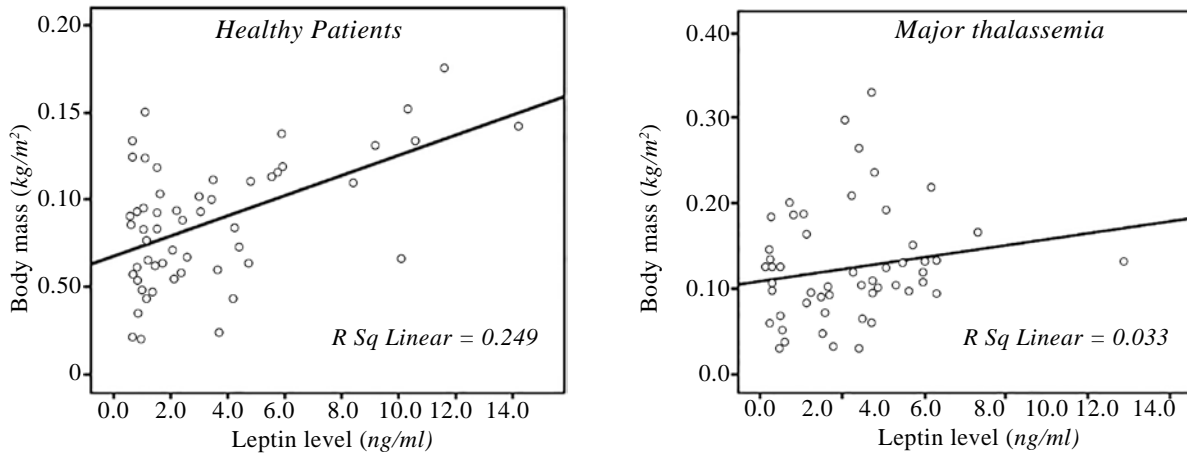 Healthy Patients
0.20
0.15
0.100
0.50
0
Body mass (kg/m²)
R Sq Linear = 0.249
0.0 2.0 4.0 6.0 8.0 10.0 12.0 14.0
Leptin level (ng/ml)
Major thalassemia
0.40
0.30
0.20
0.10
0.0
Body mass (kg/m²)
R Sq Linear = 0.033
0.0 2.0 4.0 6.0 8.0 10.0 12.0 14.0
Leptin level (ng/ml)